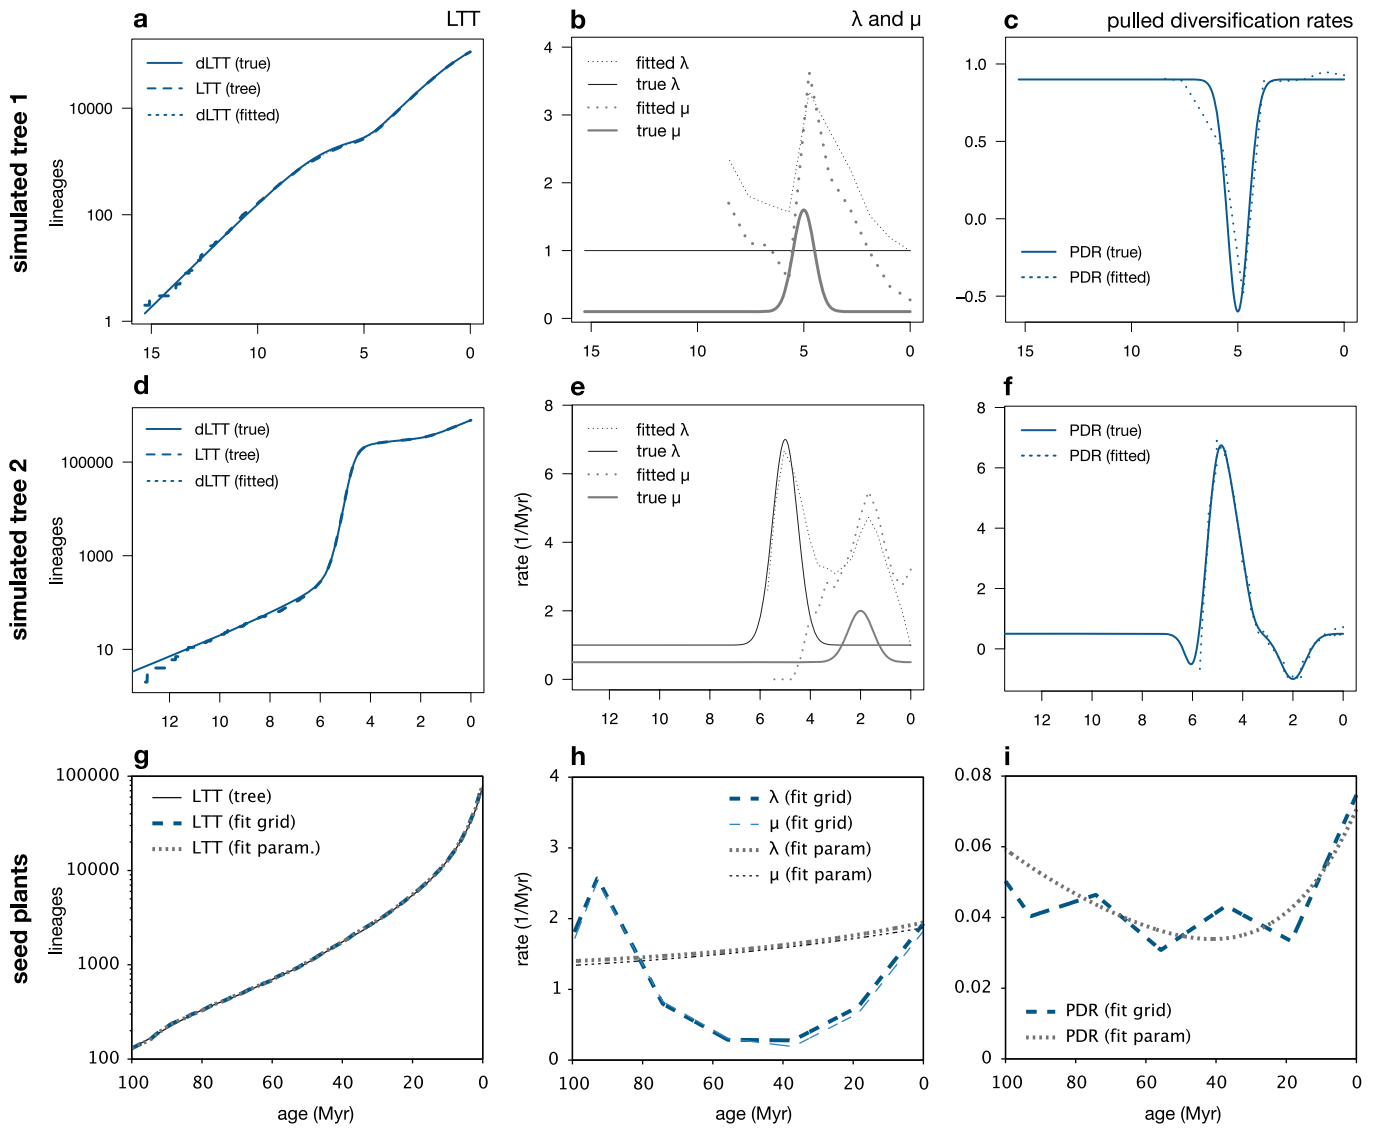 a
LTT
b
λ and μ
c
pulled diversification rates
simulated tree 1
lineages
10000
100
1
dLTT (true)
LTT (tree)
dLTT (fitted)
15 10 5 0
4
3
2
1
0
fitted λ
true λ
fitted μ
true μ
15 10 5 0
1.0
0.5
0.0
−0.5
PDR (true)
PDR (fitted)
15 10 5 0
d
e
f
simulated tree 2
lineages
100000
1000
10
dLTT (true)
LTT (tree)
dLTT (fitted)
12 10 8 6 4 2 0
rate (1/Myr)
8
6
4
2
0
fitted λ
true λ
fitted μ
true μ
12 10 8 6 4 2 0
8
6
4
2
0
PDR (true)
PDR (fitted)
12 10 8 6 4 2 0
g
h
i
seed plants
lineages
100000
10000
1000
100
LTT (tree)
LTT (fit grid)
LTT (fit param.)
100 80 60 40 20 0
age (Myr)
rate (1/Myr)
4
3
2
1
0
λ (fit grid)
μ (fit grid)
λ (fit param)
μ (fit param)
100 80 60 40 20 0
age (Myr)
0.08
0.06
0.04
0.02
0
PDR (fit grid)
PDR (fit param)
100 80 60 40 20 0
age (Myr)